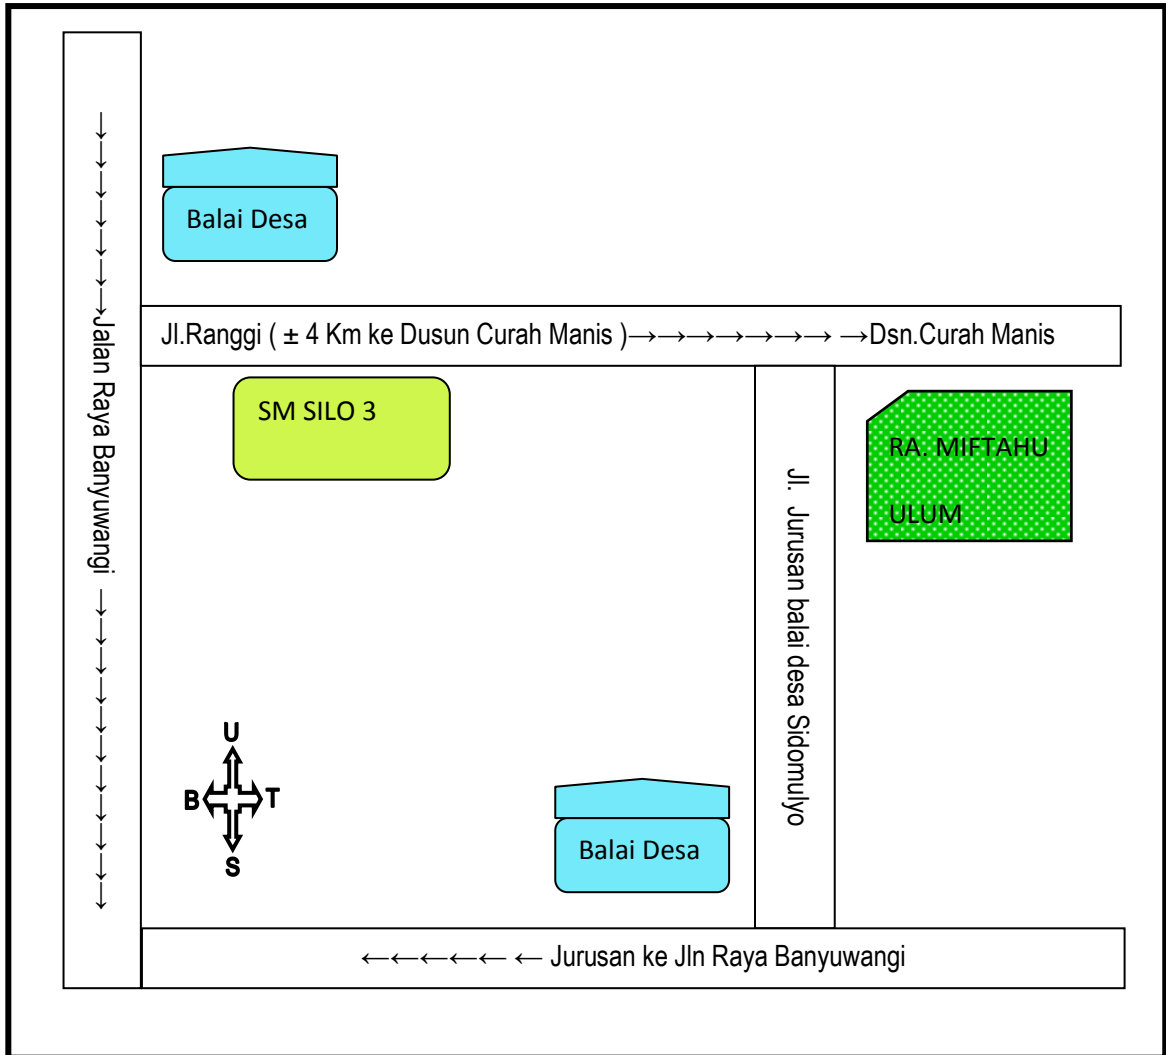 Balai Desa
Jl.Ranggi ( ± 4 Km ke Dusun Curah Manis )→→→→→→→ →Dsn.Curah Manis
→→→→→→→Jalan Raya Banyuwangi →→→→→→→→→→→
SM SILO 3
RA. MIFTAHU
ULUM
Jl. Jurusan balai desa Sidomulyo
U
B T
S
Balai Desa
←←←←← ← Jurusan ke Jln Raya Banyuwangi